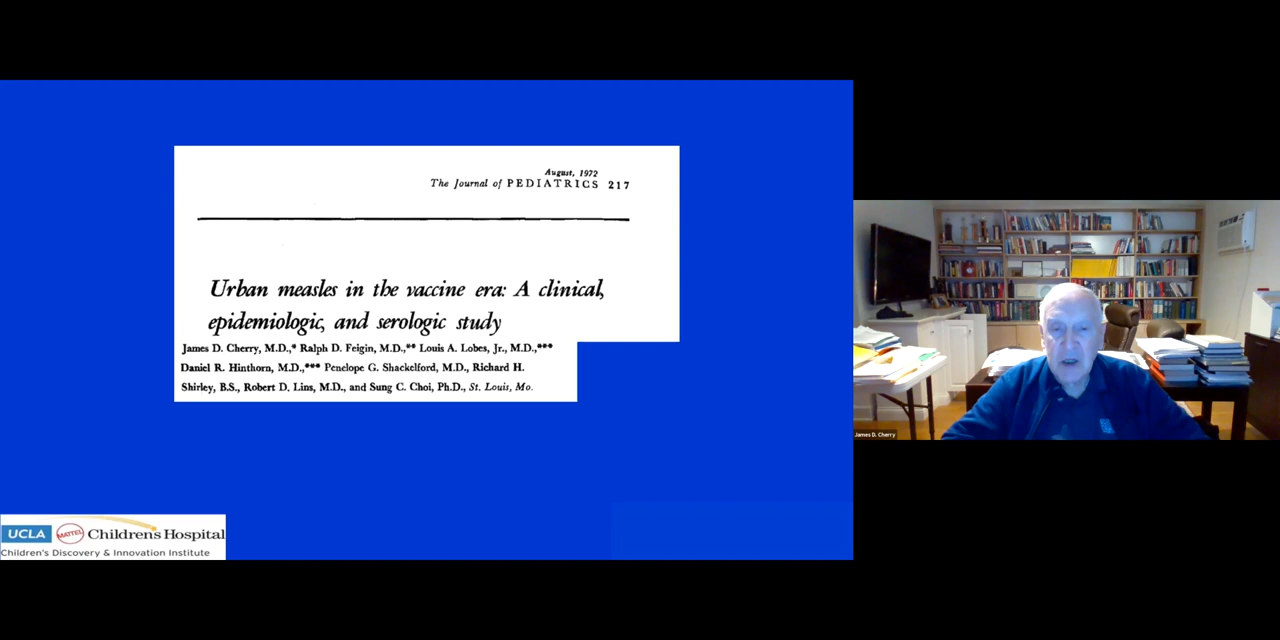 August, 1972
The Journal of PEDIATRICS 217
Urban measles in the vaccine era: A clinical,
epidemiologic, and serologic study
James D. Cherry, M.D.,* Ralph D. Feigin, M.D.,** Louis A. Lobes, Jr., M.D.,***
Daniel R. Hinthorn, M.D.,*** Penelope G. Shackelford, M.D., Richard H.
Shirley, B.S., Robert D. Lins, M.D., and Sung C. Choi, Ph.D., St. Louis, Mo.
UCLA MATTEL Children's Hospital
Children's Discovery & Innovation Institute
James D. Cherry